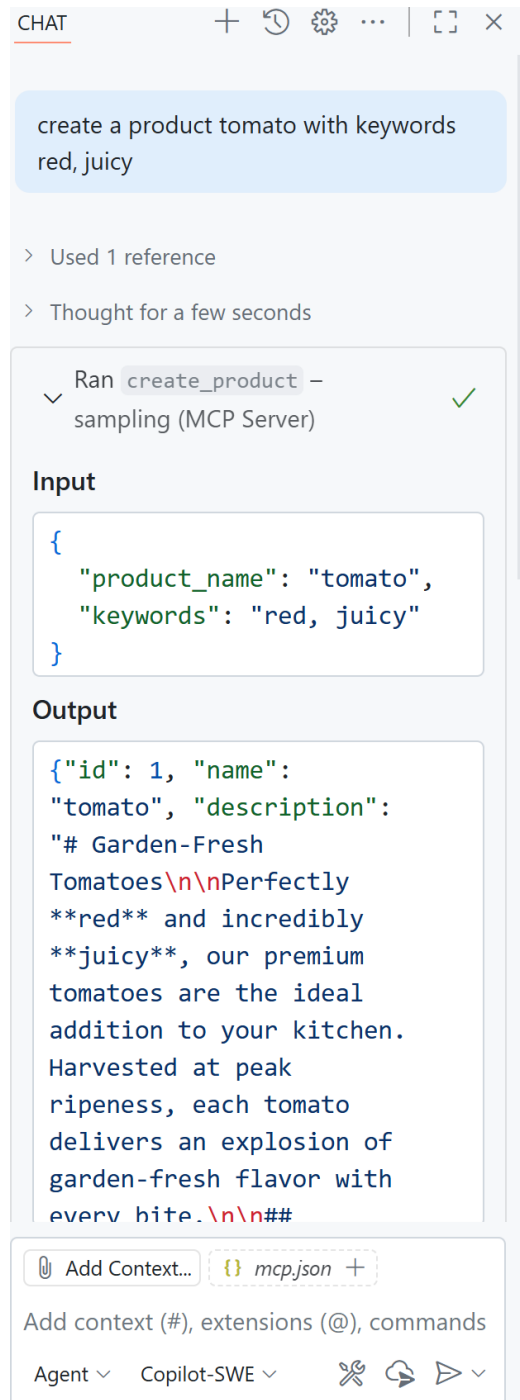 CHAT
create a product tomato with keywords
red, juicy
Used 1 reference
Thought for a few seconds
Ran create_product –
sampling (MCP Server)
Input
{
"product_name": "tomato",
"keywords": "red, juicy"
}
Output
{"id": 1, "name":
"tomato", "description":
"# Garden-Fresh
Tomatoes\n\nPerfectly
**red** and incredibly
**juicy**, our premium
tomatoes are the ideal
addition to your kitchen.
Harvested at peak
ripeness, each tomato
delivers an explosion of
garden-fresh flavor with
every bite.\n\n##
Add Context...
{} mcp.json +
Add context (#), extensions (@), commands
Agent
Copilot-SWE